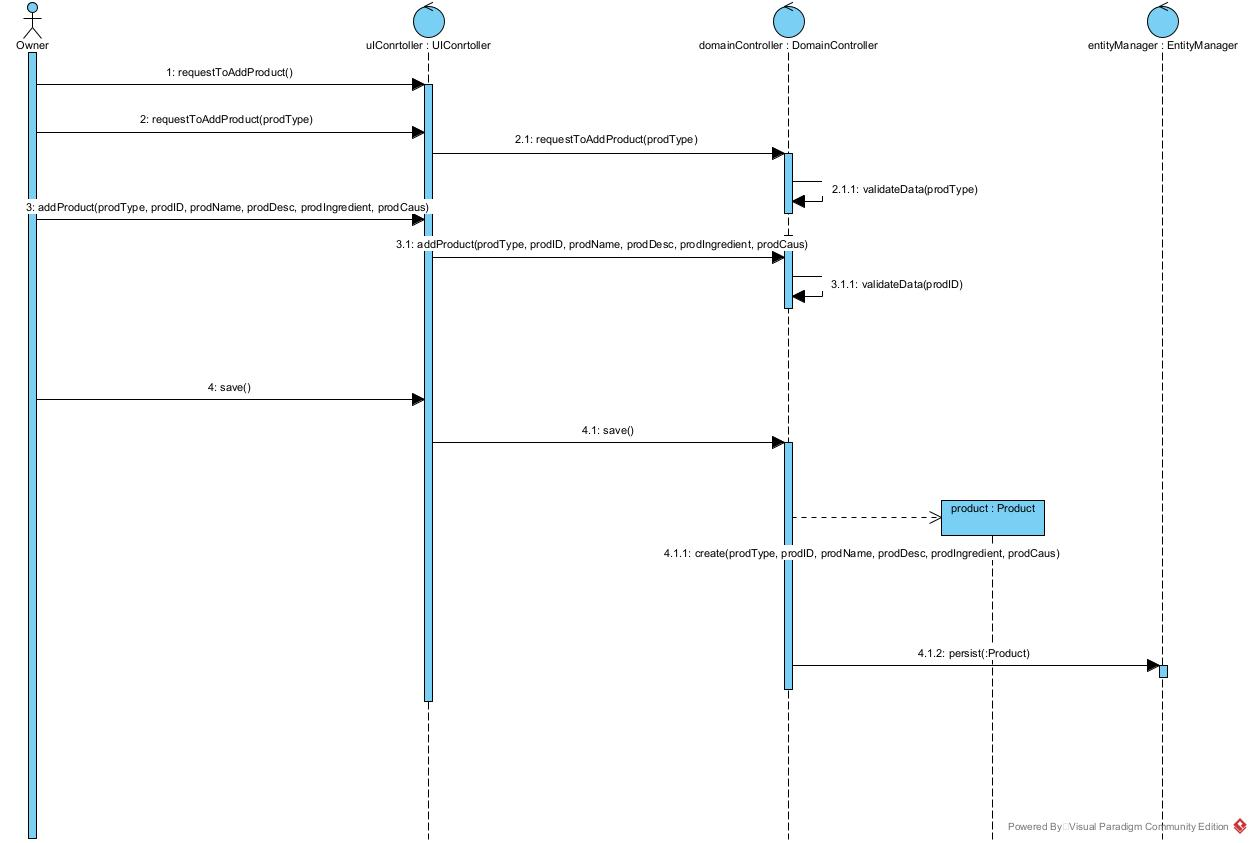 Owner
uIConrtoller : UIConrtoller
domainController : DomainController
entityManager : EntityManager
1: requestToAddProduct()
2: requestToAddProduct(prodType)
2.1: requestToAddProduct(prodType)
2.1.1: validateData(prodType)
3: addProduct(prodType, prodID, prodName, prodDesc, prodIngredient, prodCaus)
3.1: addProduct(prodType, prodID, prodName, prodDesc, prodIngredient, prodCaus)
3.1.1: validateData(prodID)
4: save()
4.1: save()
product : Product
4.1.1: create(prodType, prodID, prodName, prodDesc, prodIngredient, prodCaus)
4.1.2: persist(:Product)
Powered By Visual Paradigm Community Edition